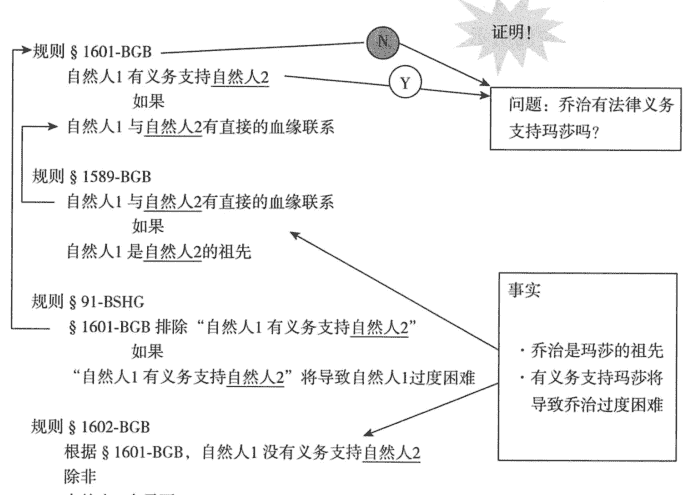 证明！
规则 § 1601-BGB
N
自然人1 有义务支持自然人2
Y
如果
问题：乔治有法律义务
支持玛莎吗？
自然人1 与自然人2有直接的血缘联系
规则 § 1589-BGB
自然人1 与自然人2有直接的血缘联系
如果
自然人1 是自然人2的祖先
事实
规则 § 91-BSHG
§ 1601-BGB 排除“自然人1 有义务支持自然人2”
如果
“自然人1 有义务支持自然人2”将导致自然人1过度困难
· 乔治是玛莎的祖先
· 有义务支持玛莎将
导致乔治过度困难
规则 § 1602-BGB
根据 § 1601-BGB，自然人1 没有义务支持自然人2
除非